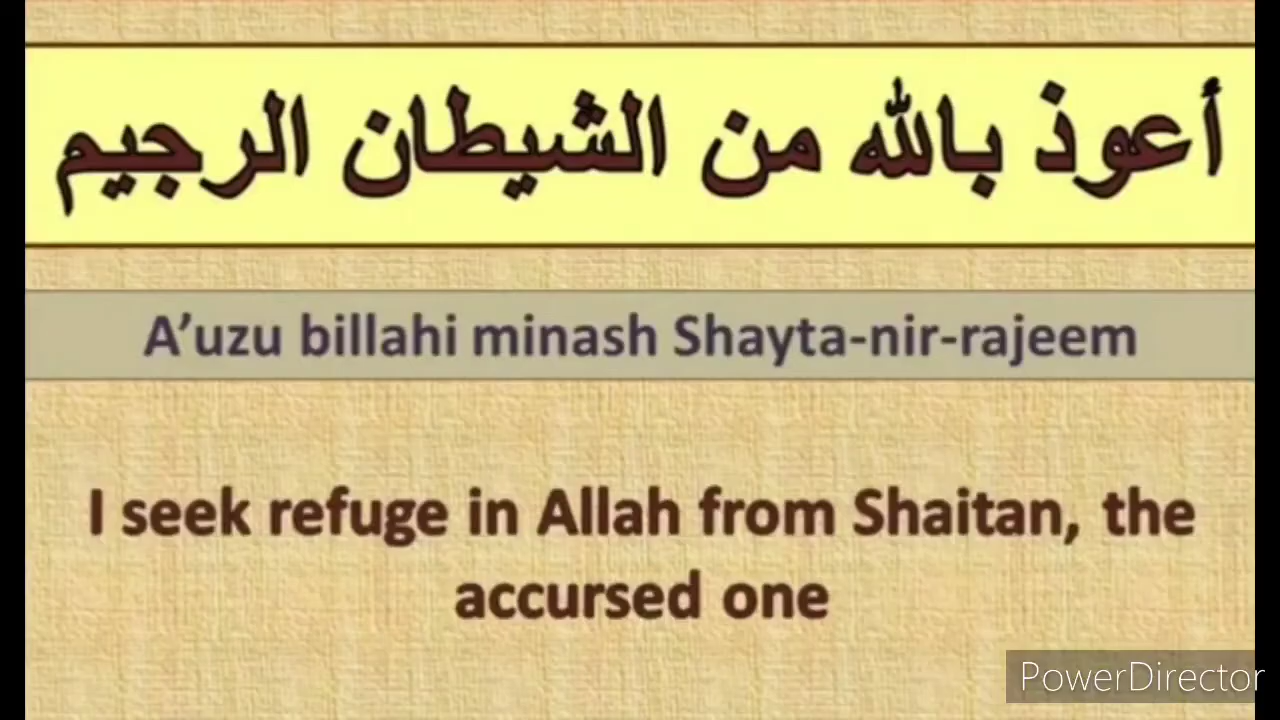 أعوذ بالله من الشيطان الرجيم
A’uzu billahi minash Shayta-nir-rajeem
I seek refuge in Allah from Shaitan, the
accursed one
PowerDirector